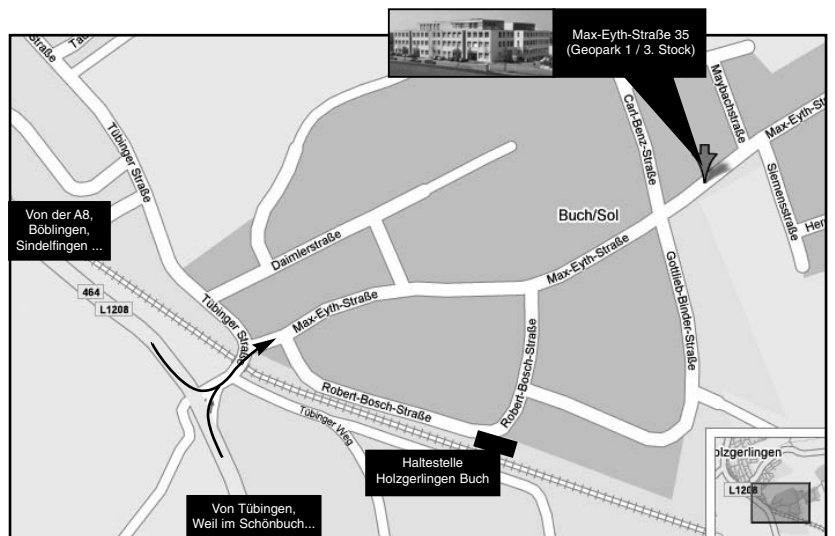 Max-Eyth-Straße 35
(Geopark 1 / 3. Stock)
Straße
Tübinger Straße
Carl-Benz-Straße
Maybachstraße
Max-Eyth-Straße
Siemensstraße
Von der A8,
Böblingen,
Sindelfingen ...
Buch/Sol
Daimlerstraße
Max-Eyth-Straße
Gottlieb-Binder-Straße
464
L1208
Tübinger Straße
Max-Eyth-Straße
Robert-Bosch-Straße
Robert-Bosch-Straße
Tübinger Weg
Haltestelle
Holzgerlingen Buch
olzgerlingen
L1208
Von Tübingen,
Weil im Schönbuch...